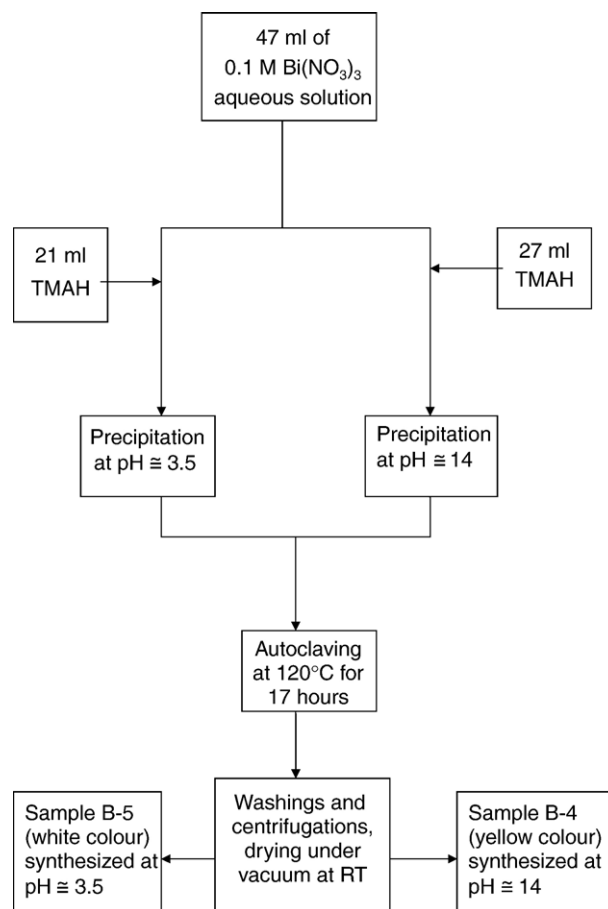 47 ml of
0.1 M Bi(NO₃)₃
aqueous solution
21 ml
TMAH
27 ml
TMAH
Precipitation
at pH ≅ 3.5
Precipitation
at pH ≅ 14
Autoclaving
at 120°C for
17 hours
Sample B-5
(white colour)
synthesized at
pH ≅ 3.5
Washings and
centrifugations,
drying under
vacuum at RT
Sample B-4
(yellow colour)
synthesized at
pH ≅ 14